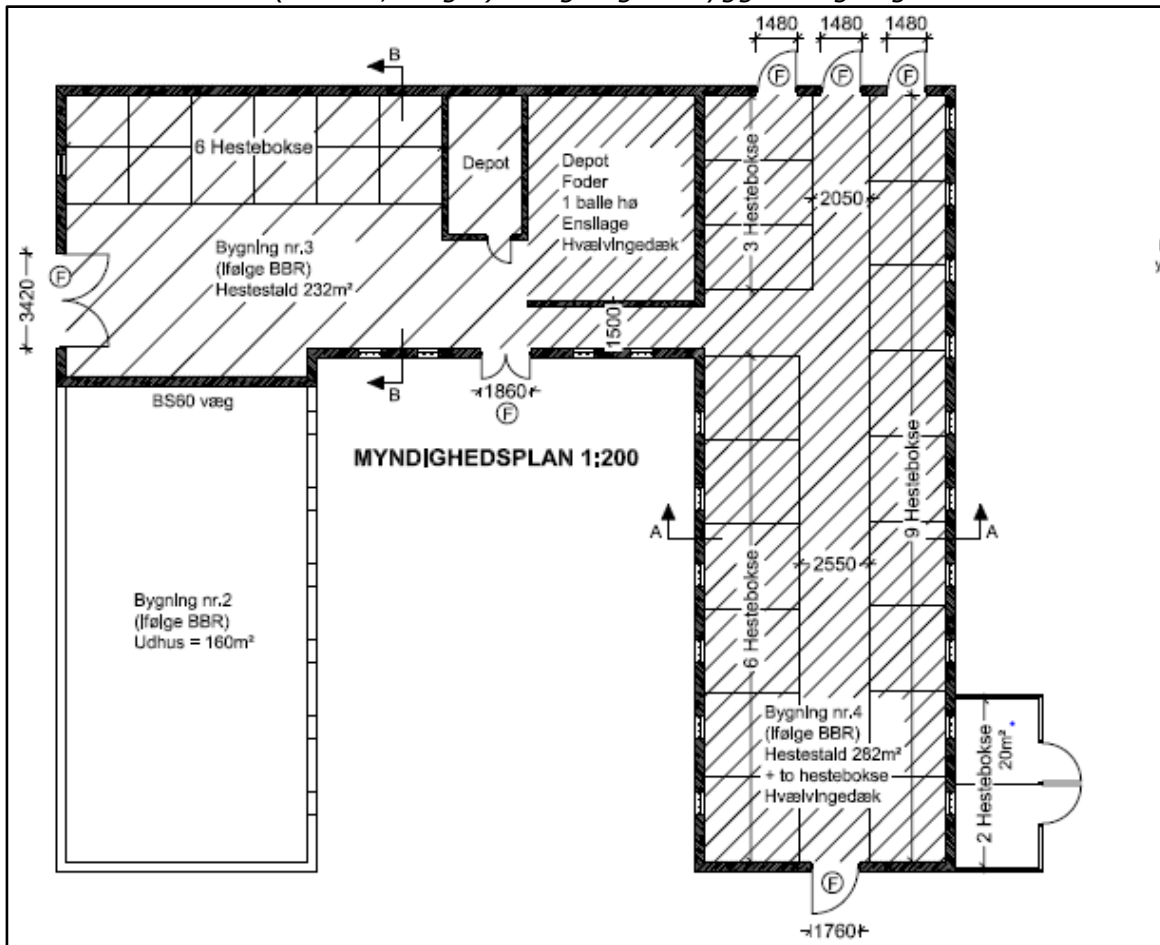 1480
1480
1480
B
F
F
F
6 Hestebokse
Depot
Depot
Foder
1 balle hø
Ensilage
Hvælvingedæk
3 Hestebokse
2050
Bygning nr.3
(Ifølge BBR)
Hestestald 232m²
F
3420
1500
B
1860
F
BS60 væg
MYNDIGHEDSPLAN 1:200
A
A
9 Hestebokse
6 Hestebokse
2550
Bygning nr.2
(Ifølge BBR)
Udhus = 160m²
Bygning nr.4
(Ifølge BBR)
Hestestald 282m²
+ to hestebokse
Hvælvingedæk
2 Hestebokse
20m²
F
1760